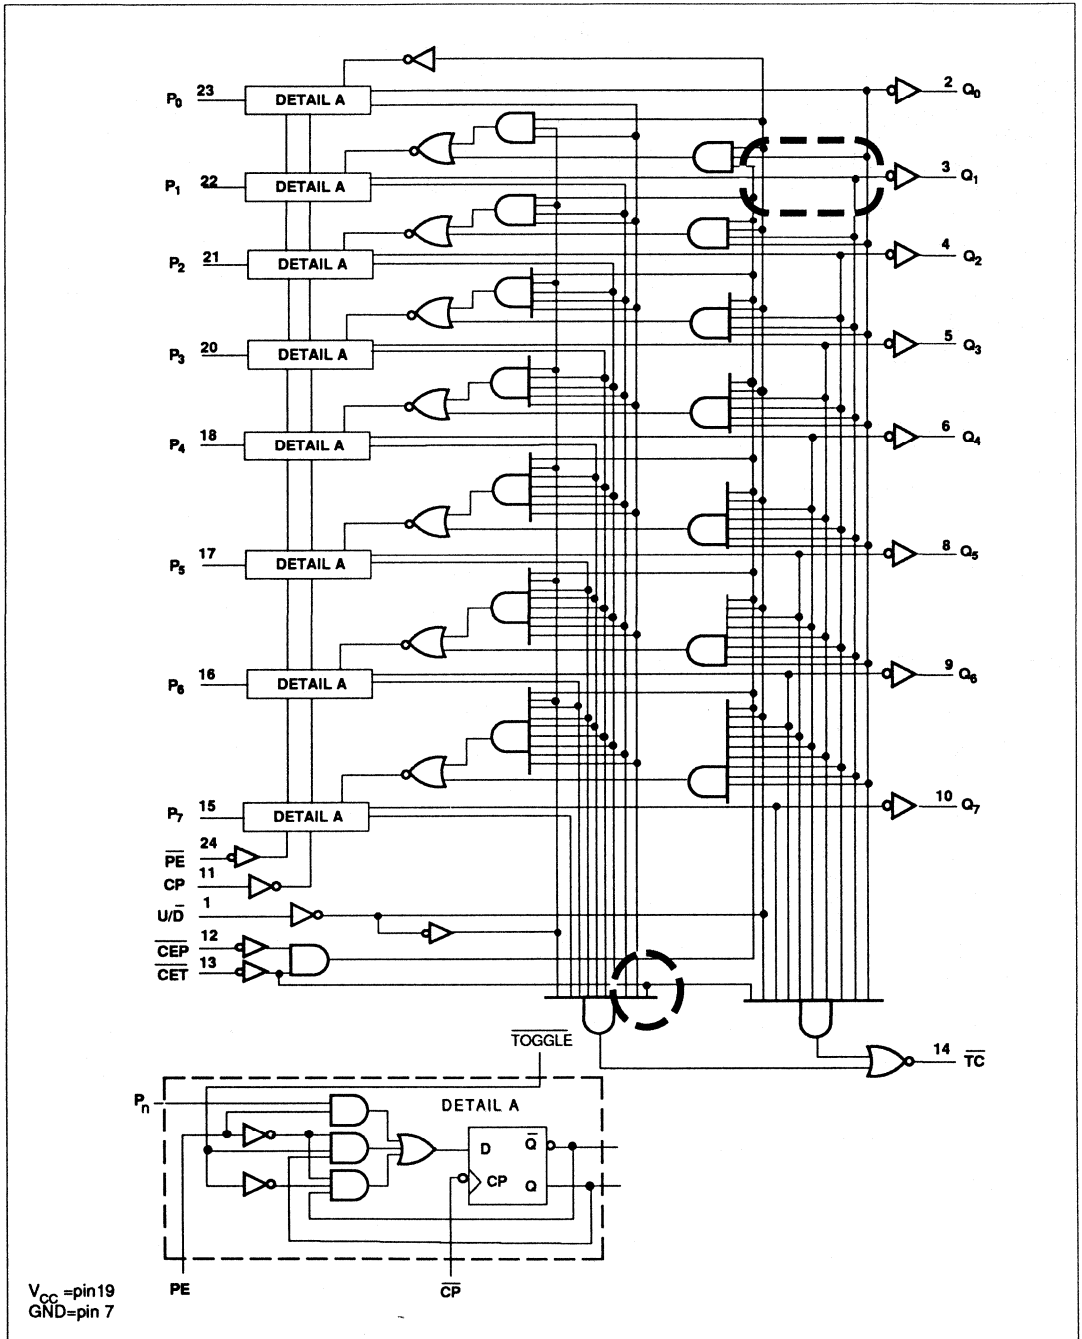 P0 23 DETAIL A 2 Q0
P1 22 DETAIL A 3 Q1
P2 21 DETAIL A 4 Q2
P3 20 DETAIL A 5 Q3
P4 18 DETAIL A 6 Q4
P5 17 DETAIL A 8 Q5
P6 16 DETAIL A 9 Q6
P7 15 DETAIL A 10 Q7
PE 24
CP 11
U/D 1
CEP 12
CET 13
TOGGLE
14 TC
Pn DETAIL A
D Q
CP Q
PE CP
VCC =pin19
GND=pin 7